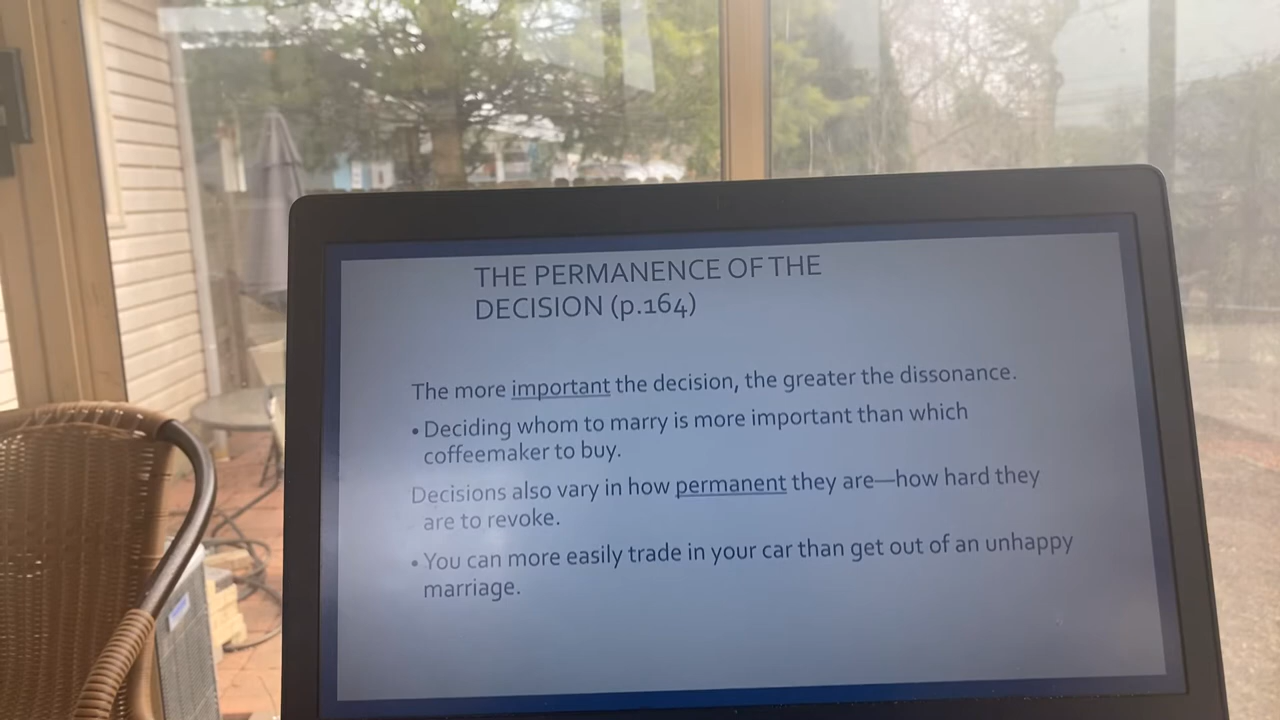 THE PERMANENCE OF THE
DECISION (p.164)
The more important the decision, the greater the dissonance.
• Deciding whom to marry is more important than which
coffeemaker to buy.
Decisions also vary in how permanent they are—how hard they
are to revoke.
• You can more easily trade in your car than get out of an unhappy
marriage.